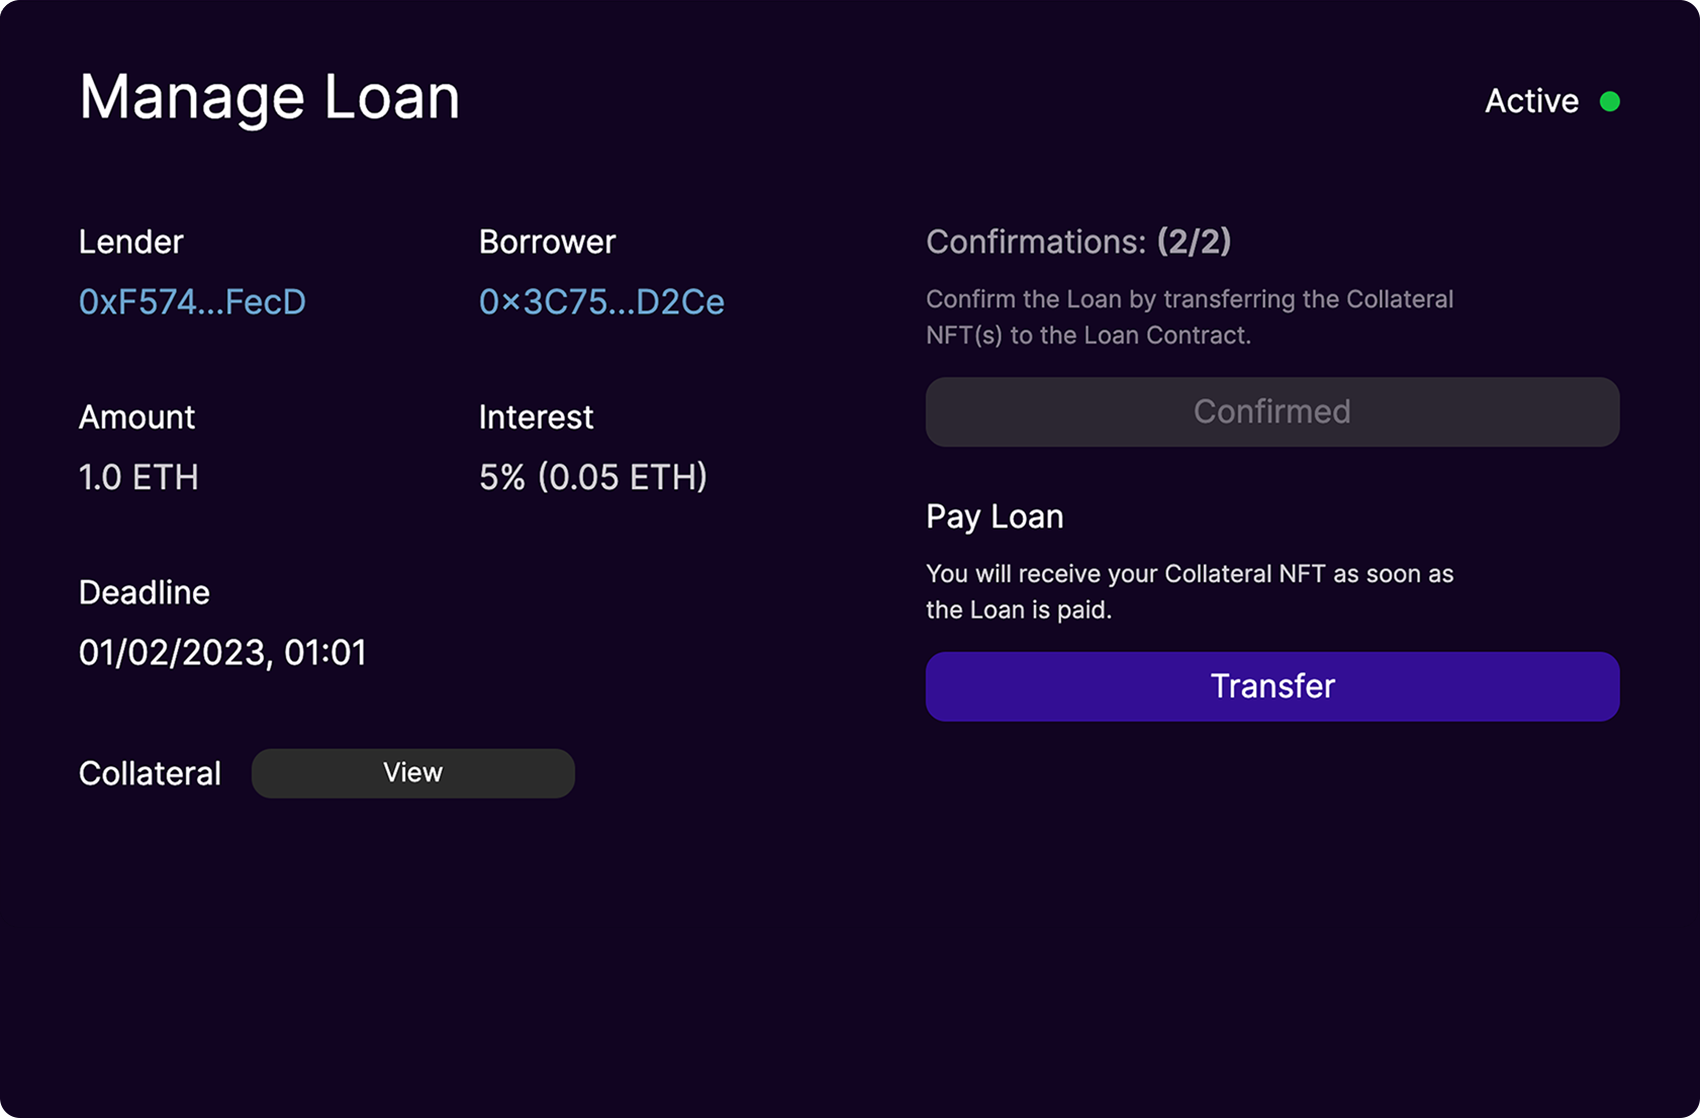 Manage Loan
Active
Lender
0xF574...FecD
Borrower
0×3C75...D2Ce
Amount
1.0 ETH
Interest
5% (0.05 ETH)
Deadline
01/02/2023, 01:01
Collateral
View
Confirmations: (2/2)
Confirm the Loan by transferring the Collateral
NFT(s) to the Loan Contract.
Confirmed
Pay Loan
You will receive your Collateral NFT as soon as
the Loan is paid.
Transfer